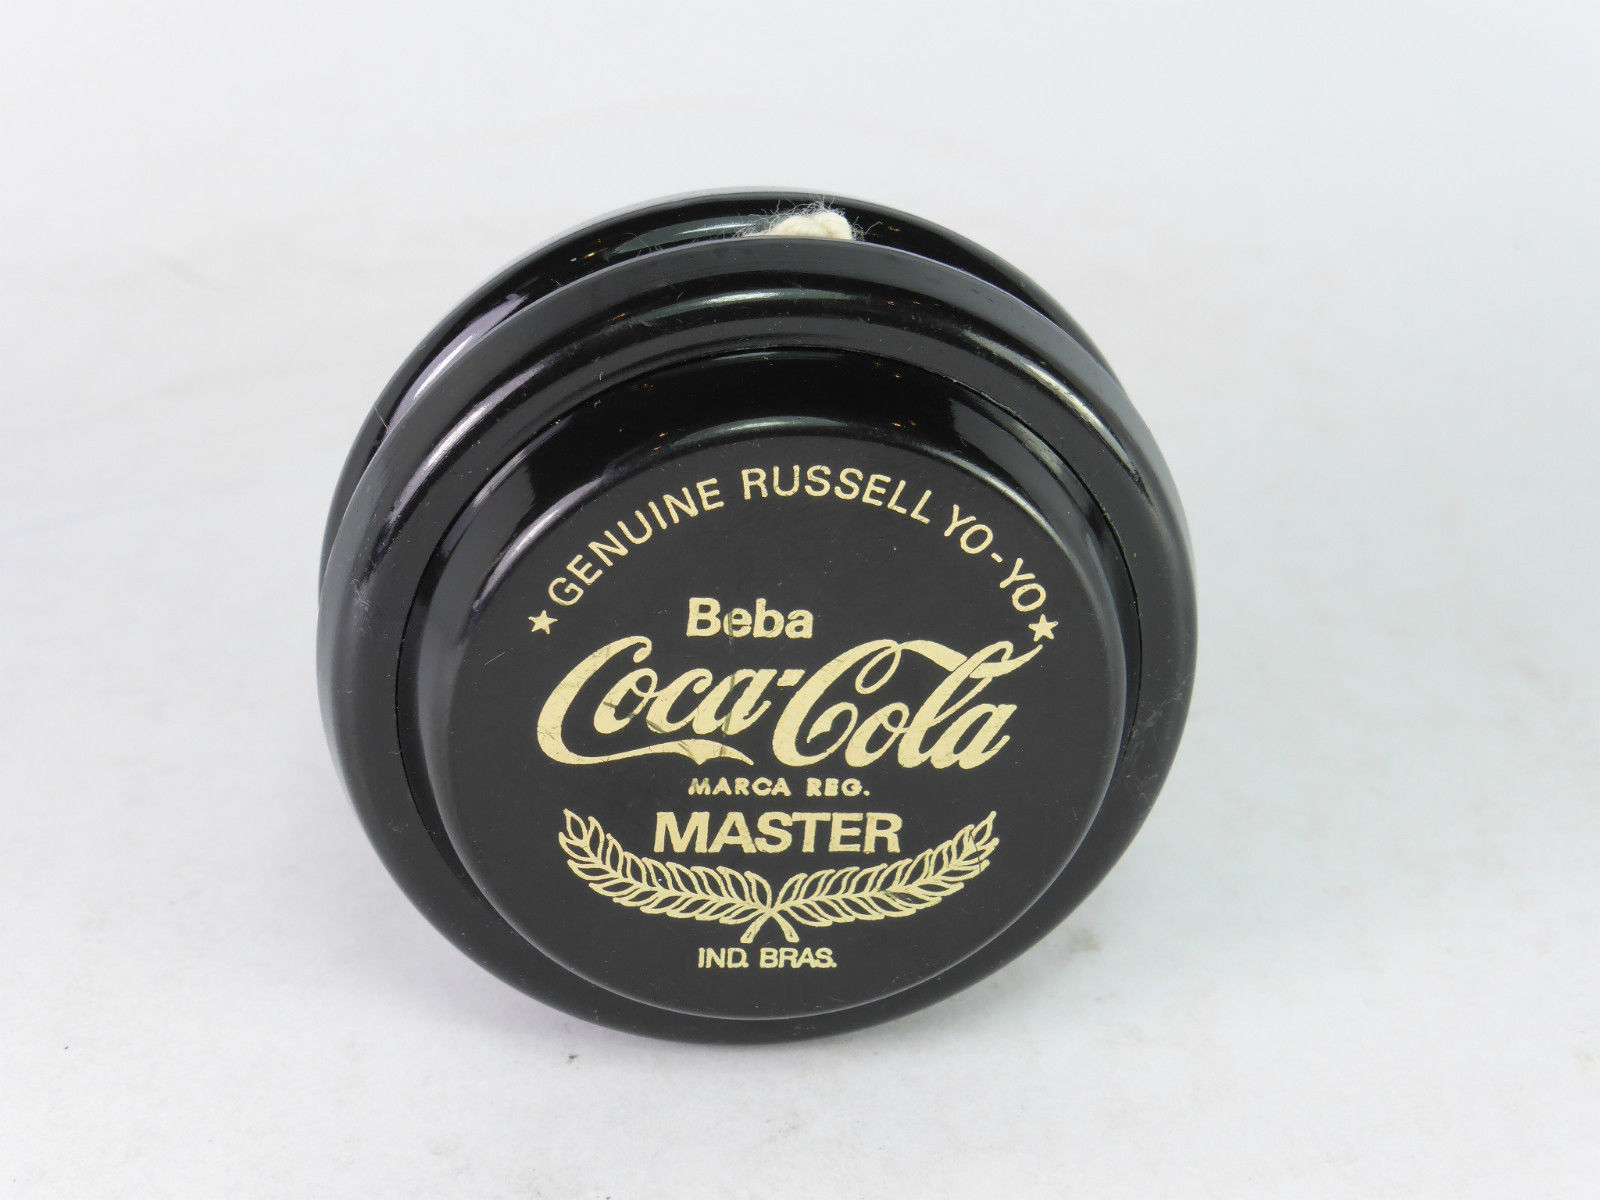 ★GENUINE RUSSELL YO-YO★
Beba
Coca-Cola
MARCA REG.
MASTER
IND. BRAS.